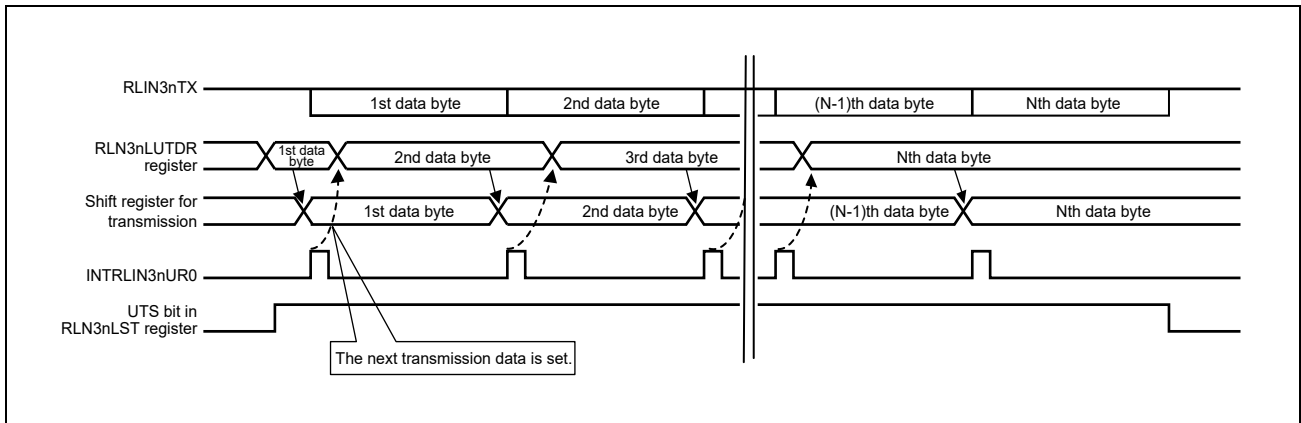 RLIN3nTX
1st data byte
2nd data byte
(N-1)th data byte
Nth data byte
RLN3nLUTDR
register
1st data
byte
2nd data byte
3rd data byte
Nth data byte
Shift register for
transmission
1st data byte
2nd data byte
(N-1)th data byte
Nth data byte
INTRLIN3nUR0
UTS bit in
RLN3nLST register
The next transmission data is set.